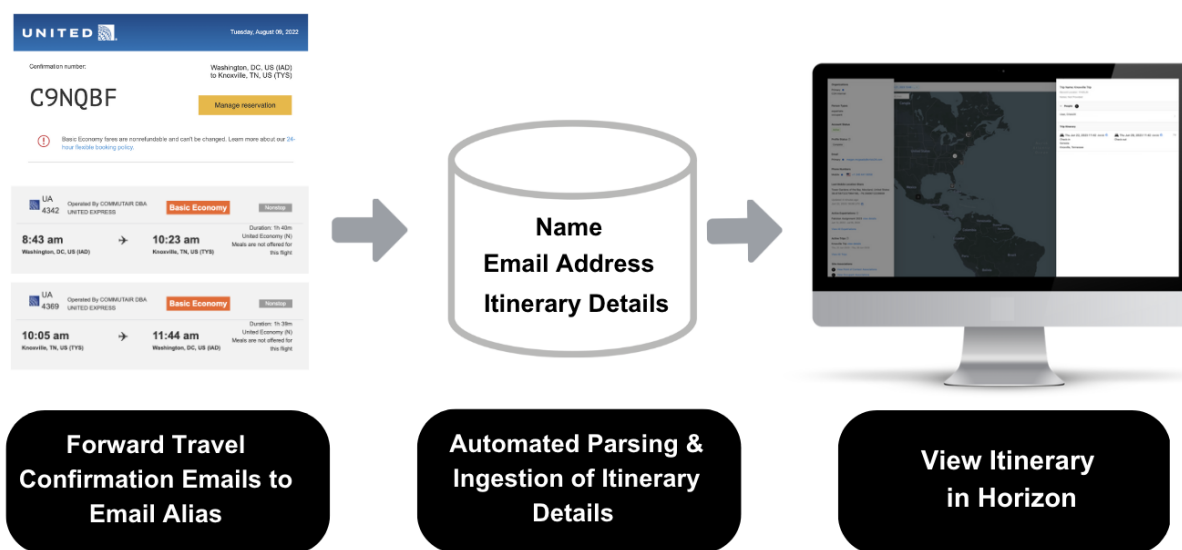 UNITED
Tuesday, August 09, 2022
Confirmation number:
Washington, DC, US (IAD)
to Knoxville, TN, US (TYS)
C9NQBF
Manage reservation
Basic Economy fares are nonrefundable and can't be changed. Learn more about our 24-
hour flexible booking policy.
UA
4342
Operated By COMMUTAIR DBA
UNITED EXPRESS
Basic Economy
Nonstop
8:43 am
10:23 am
Washington, DC, US (IAD)
Knoxville, TN, US (TYS)
Duration: 1h 40m
United Economy (N)
Meals are not offered for
this flight
UA
4369
Operated By COMMUTAIR DBA
UNITED EXPRESS
Basic Economy
Nonstop
10:05 am
11:44 am
Knoxville, TN, US (TYS)
Washington, DC, US (IAD)
Duration: 1h 39m
United Economy (N)
Meals are not offered for
this flight
Name
Email Address
Itinerary Details
Forward Travel
Confirmation Emails to
Email Alias
Automated Parsing &
Ingestion of Itinerary
Details
View Itinerary
in Horizon